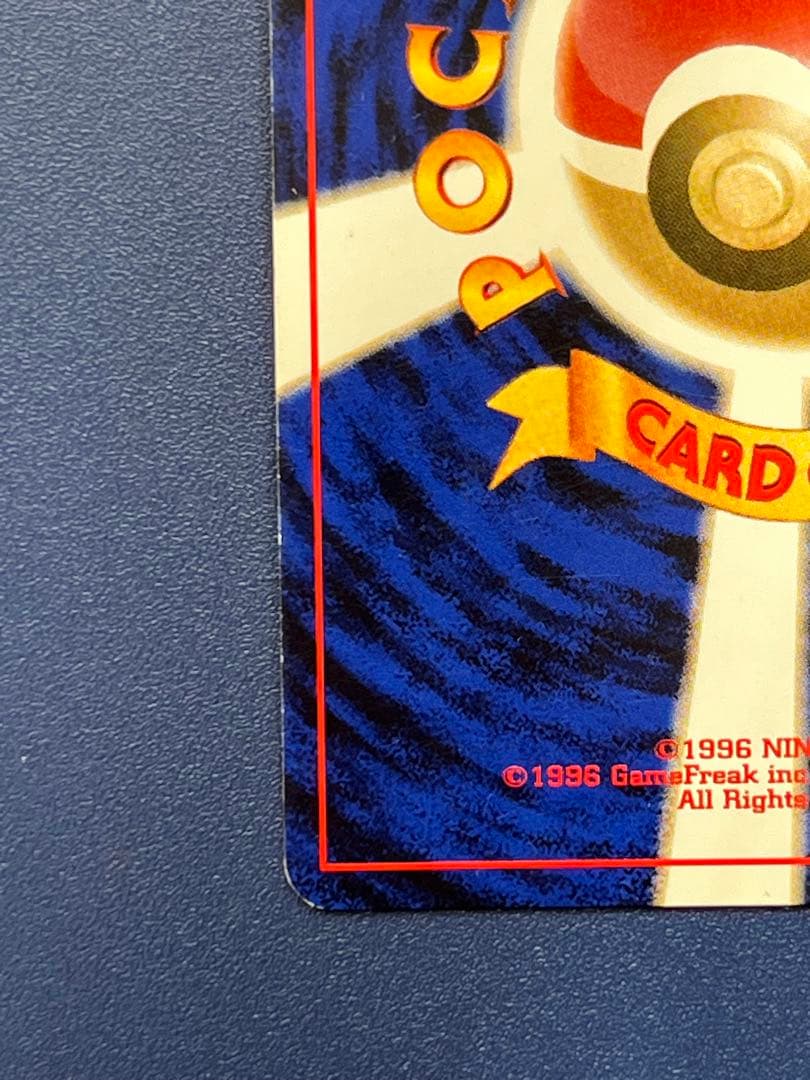 POC
CARD
©1996 NIN
©1996 GameFreak inc
All Rights